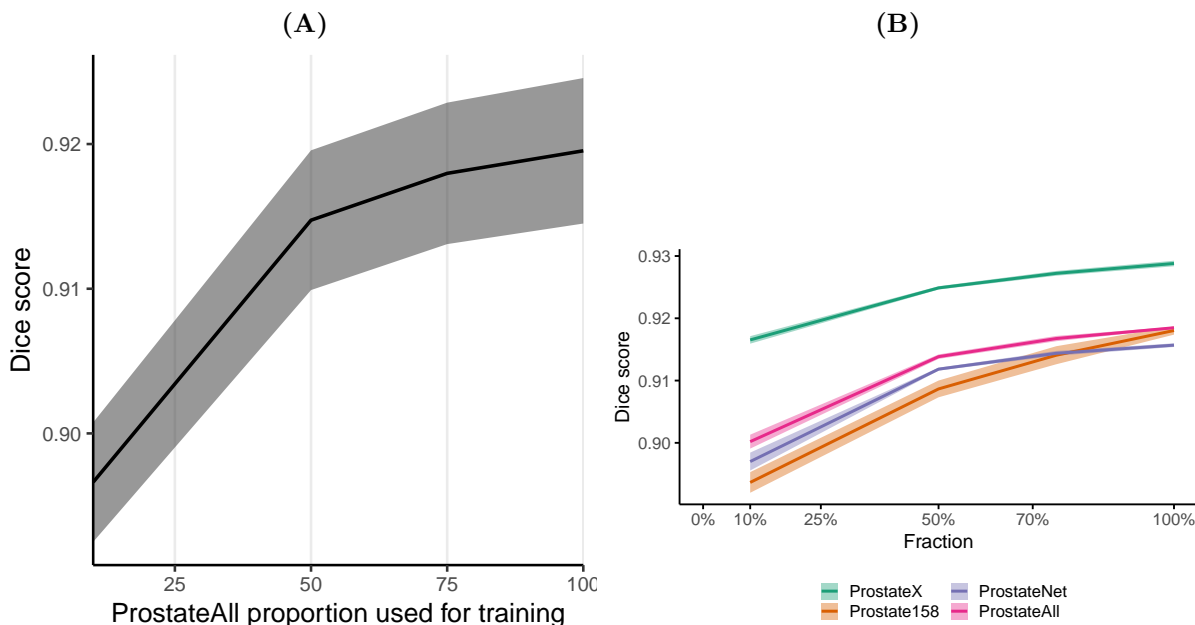 (A)
Dice score
0.92
0.91
0.90
25 50 75 100
ProstateAll proportion used for training
(B)
Dice score
0.93
0.92
0.91
0.90
0% 10% 25% 50% 70% 100%
Fraction
ProstateX ProstateNet
Prostate158 ProstateAll